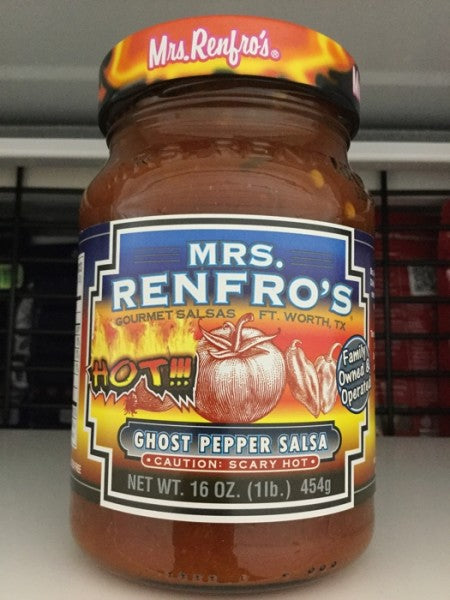 Mrs. Renfro's®
MRS.
RENFRO'S
GOURMET SALSAS FT. WORTH, TX
HOT!!!
Family
Owned &
Operated
GHOST PEPPER SALSA
• CAUTION: SCARY HOT •
NET WT. 16 OZ. (1lb.) 454g